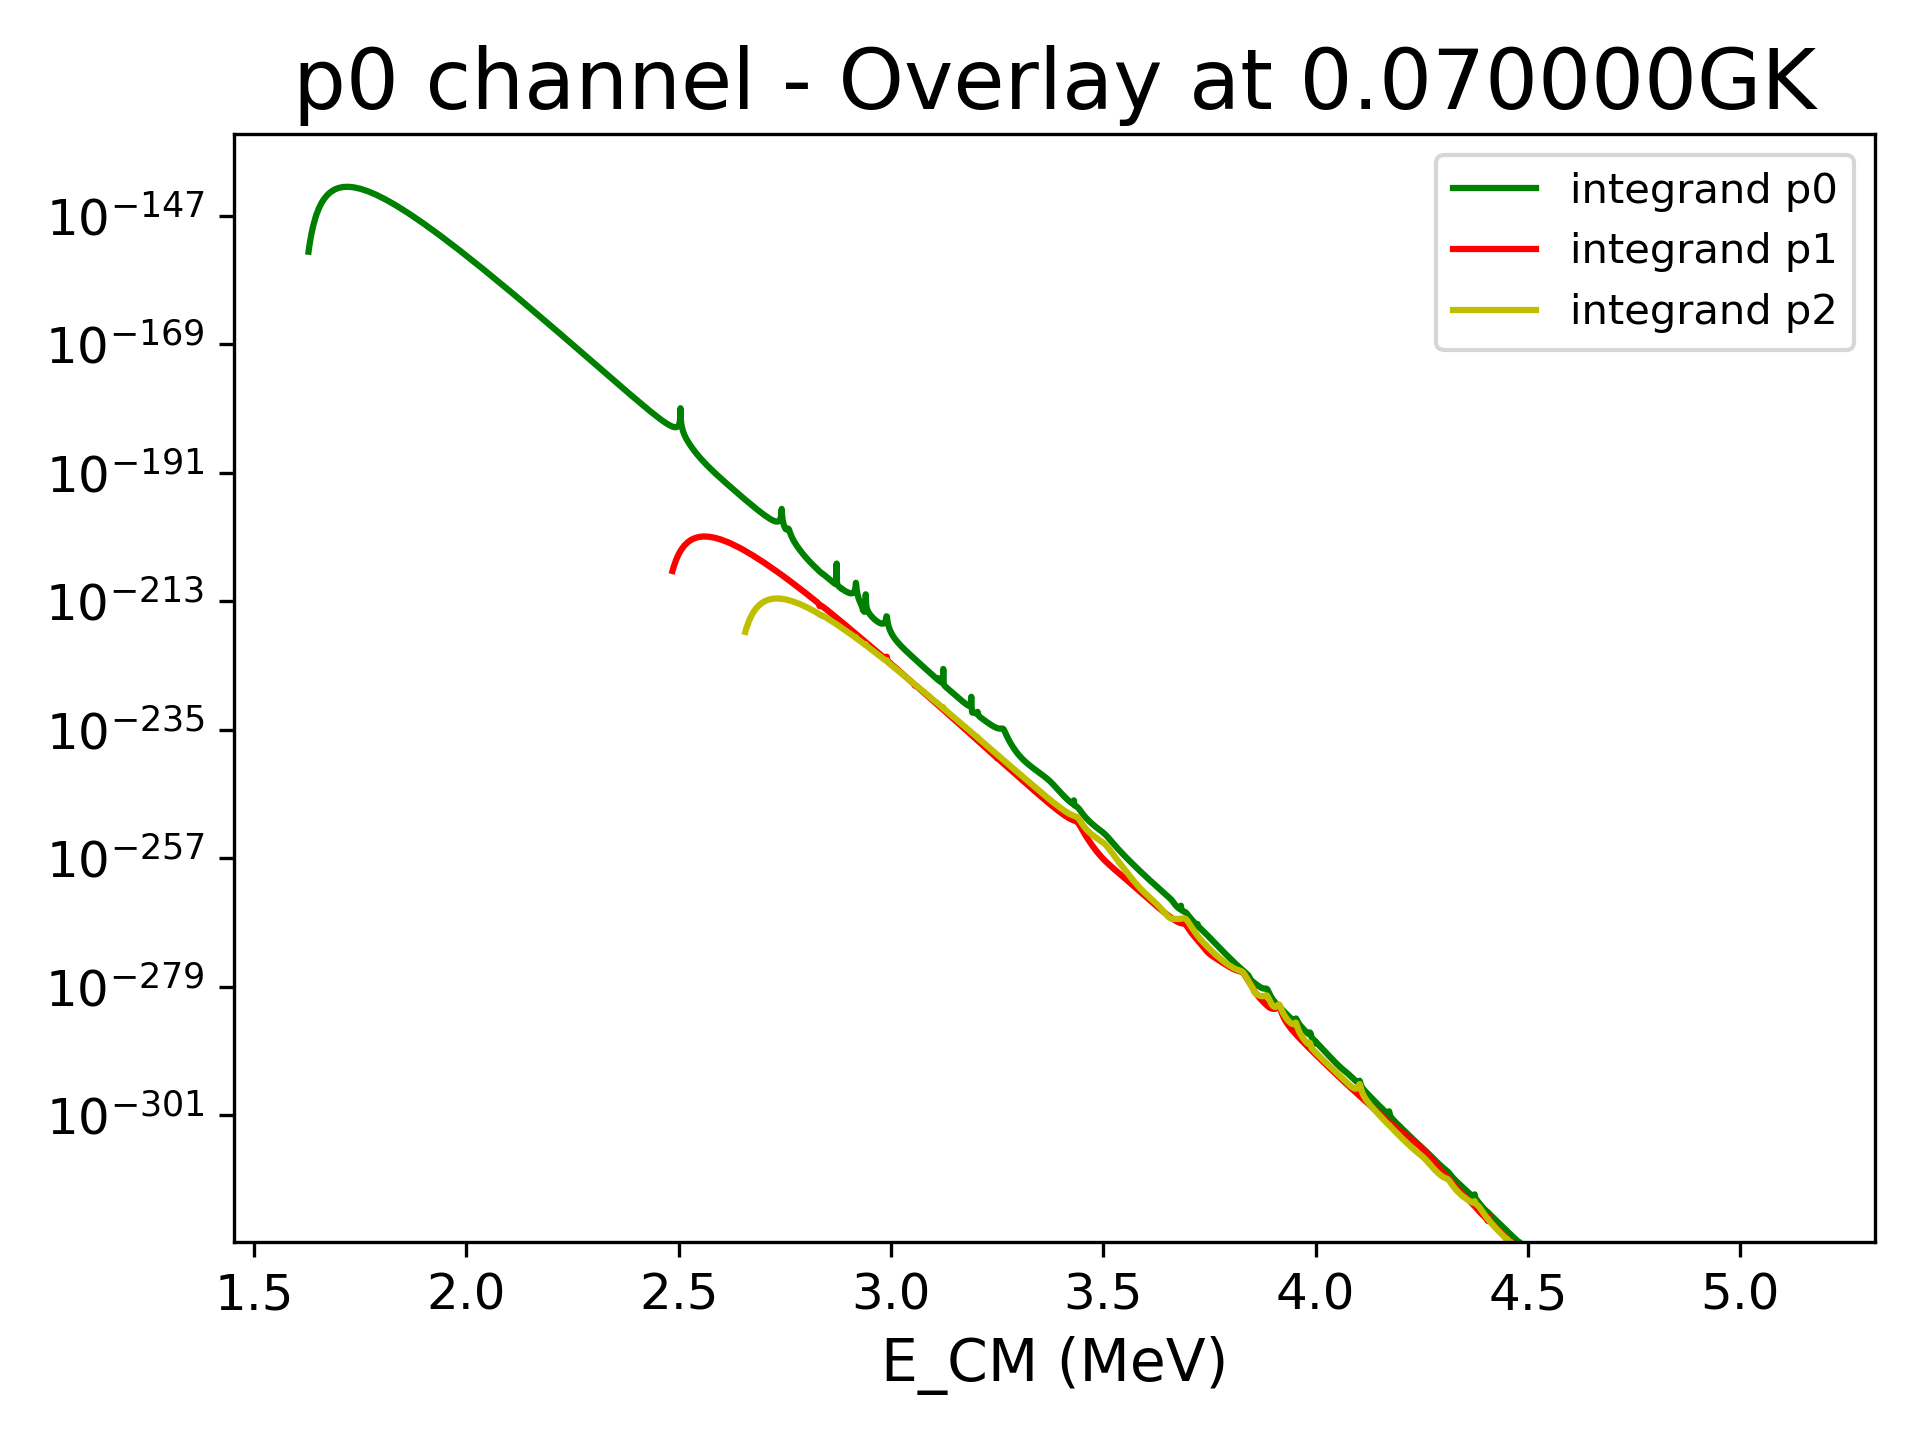 p0 channel - Overlay at 0.070000GK
integrand p0
integrand p1
integrand p2
10⁻¹⁴⁷
10⁻¹⁶⁹
10⁻¹⁹¹
10⁻²¹³
10⁻²³⁵
10⁻²⁵⁷
10⁻²⁷⁹
10⁻³⁰¹
1.5 2.0 2.5 3.0 3.5 4.0 4.5 5.0
E_CM (MeV)